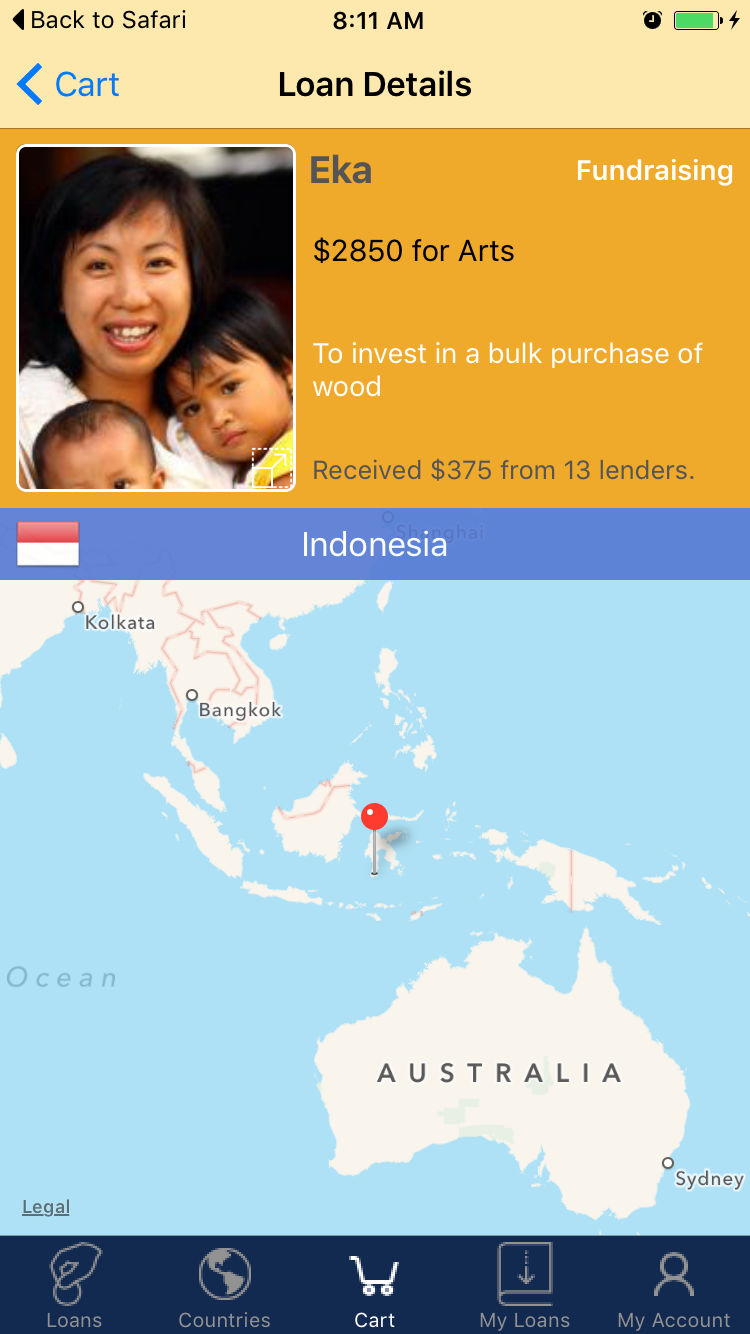 Back to Safari
8:11 AM
Cart
Loan Details
Eka
Fundraising
$2850 for Arts
To invest in a bulk purchase of
wood
Received $375 from 13 lenders.
Shanghai
Indonesia
Kolkata
Bangkok
Ocean
AUSTRALIA
Sydney
Legal
Loans
Countries
Cart
My Loans
My Account